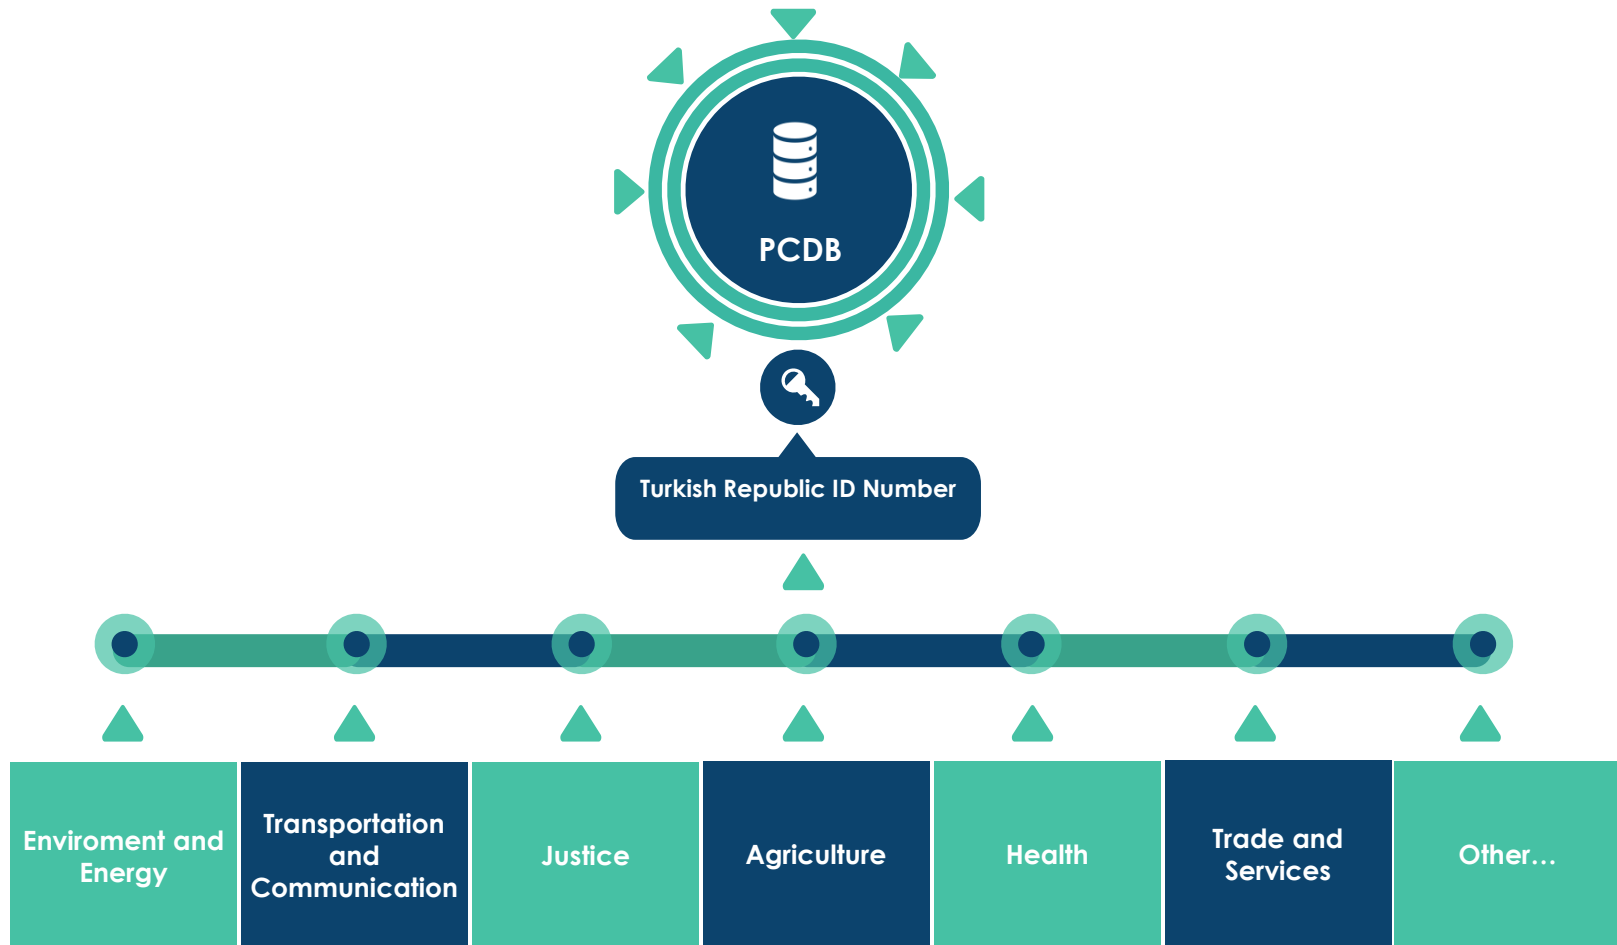 PCDB
Turkish Republic ID Number
Enviroment and
Energy
Transportation
and
Communication
Justice
Agriculture
Health
Trade and
Services
Other...